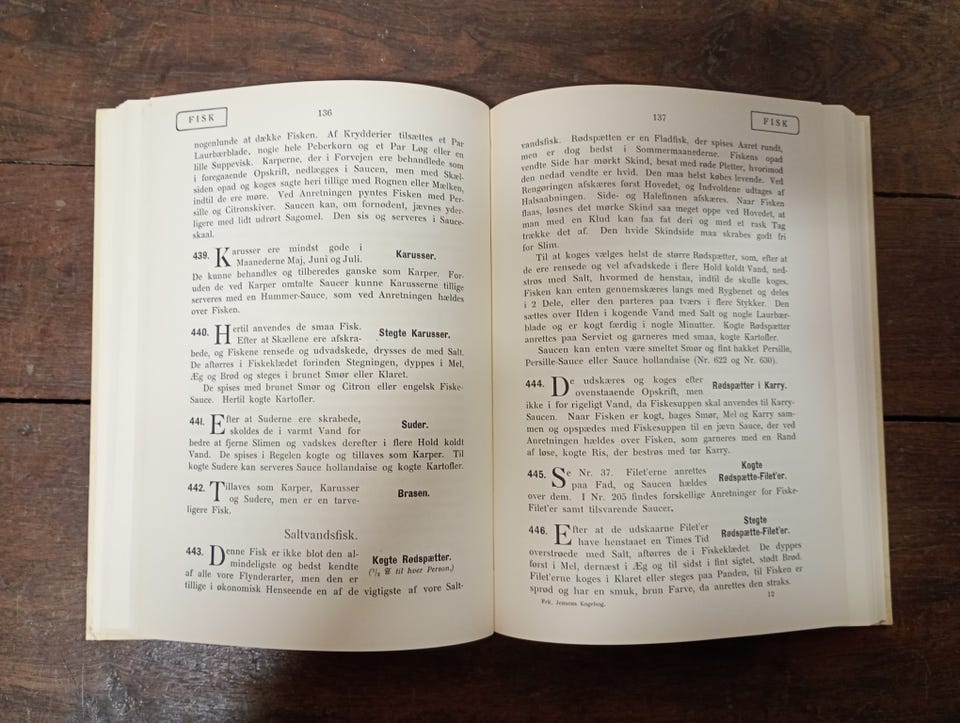 FISK
136
nogenlunde at dække Fisken. Af Krydderier tilsættes et Par
Laurbærblade, nogle hele Peberkorn og et Par Løg eller en
lille Suppevisk. Karperne, der i Forvejen ere behandlede som
i foregaaende Opskrift, nedlægges i Saucen, men med Skæl-
siden opad og koges sagte heri tillige med Rognen eller Mælken,
indtil de ere møre. Ved Anretningen pyntes Fisken med Per-
sille og Citronskiver. Saucen kan, om fornødent, jævnes yder-
ligere med lidt udrørt Sagomel. Den sis og serveres i Sauce-
skaal.
439. Karusser ere mindst gode i Karusser.
Maanederne Maj, Juni og Juli.
De kunne behandles og tilberedes ganske som Karper. For-
uden de ved Karper omtalte Saucer kunne Karusserne tillige
serveres med en Hummer-Sauce, som ved Anretningen hældes
over Fisken.
440. Hertil anvendes de smaa Fisk. Stegte Karusser.
Efter at Skællene ere afskra-
bede, og Fiskene rensede og udvadskede, drysses de med Salt.
De aftørres i Fiskeklædet forinden Stegningen, dyppes i Mel,
Æg og Brød og steges i brunet Smør eller Klaret.
De spises med brunet Smør og Citron eller engelsk Fiske-
Sauce. Hertil kogte Kartofler.
441. Efter at Suderne ere skrabede, Suder.
skoldes de i varmt Vand for
bedre at fjerne Slimen og vadskes derefter i flere Hold koldt
Vand. De spises i Regelen kogte og tillaves som Karper. Til
kogte Sudere kan serveres Sauce hollandaise og kogte Kartofler.
442. Tillaves som Karper, Karusser Brasen.
og Sudere, men er en tarve-
ligere Fisk.
Saltvandsfisk.
443. Denne Fisk er ikke blot den al- Kogte Rødspætter.
mindeligste og bedst kendte (½ ℔ til hver Person.)
af alle vore Flynderarter, men den er
tillige i økonomisk Henseende en af de vigtigste af vore Salt-
137
FISK
vandsfisk. Rødspætten er en Fladfisk, der spises Aaret rundt,
men er dog bedst i Sommermaanederne. Fiskens opad
vendte Side har mørkt Skind, besat med røde Pletter, hvorimod
den nedad vendte er hvid. Den maa helst købes levende. Ved
Rengøringen afskæres først Hovedet, og Indvoldene udtages af
Halsaabningen. Side- og Halefinnen afskæres. Naar Fisken
flaas, løsnes det mørke Skind saa meget oppe ved Hovedet, at
man med en Klud kan faa fat deri og med et rask Tag
trække det af. Den hvide Skindside maa skrabes godt fri
for Slim.
Til at koges vælges helst de større Rødspætter, som, efter at
de ere rensede og vel afvadskede i flere Hold koldt Vand, ned-
strøes med Salt, hvormed de henstaa, indtil de skulle koges.
Fisken kan enten gennemskæres langs med Rygbenet og deles
i 2 Dele, eller den parteres paa tværs i flere Stykker. Den
sættes over Ilden i kogende Vand med Salt og nogle Laurbær-
blade og er kogt færdig i nogle Minutter. Kogte Rødspætter
anrettes paa Serviet og garneres med smaa, kogte Kartofler.
Saucen kan enten være smeltet Smør og fint hakket Persille,
Persille-Sauce eller Sauce hollandaise (Nr. 622 og Nr. 630).
444. De udskæres og koges efter Rødspætter i Karry.
ovenstaaende Opskrift, men
ikke i for rigeligt Vand, da Fiskesuppen skal anvendes til Karry-
Saucen. Naar Fisken er kogt, bages Smør, Mel og Karry sam-
men og opspædes med Fiskesuppen til en jævn Sauce, der ved
Anretningen hældes over Fisken, som garneres med en Rand
af løse, kogte Ris, der bestrøs med tør Karry.
445. Se Nr. 37. Filet'erne anrettes Kogte
paa Fad, og Saucen hældes Rødspætte-Filet'er.
over dem. I Nr. 205 findes forskellige Anretninger for Fiske-
Filet'er samt tilsvarende Saucer.
446. Efter at de udskaarne Filet'er Stegte
have henstaaet en Times Tid Rødspætte-Filet'er.
overstrøede med Salt, aftørres de i Fiskeklædet. De dyppes
først i Mel, dernæst i Æg og til sidst i fint sigtet, stødt Brød.
Filet'erne koges i Klaret eller steges paa Panden, til Fisken er
sprød og har en smuk, brun Farve, da anrettes den straks.
Frk. Jensens Kogebog.
12